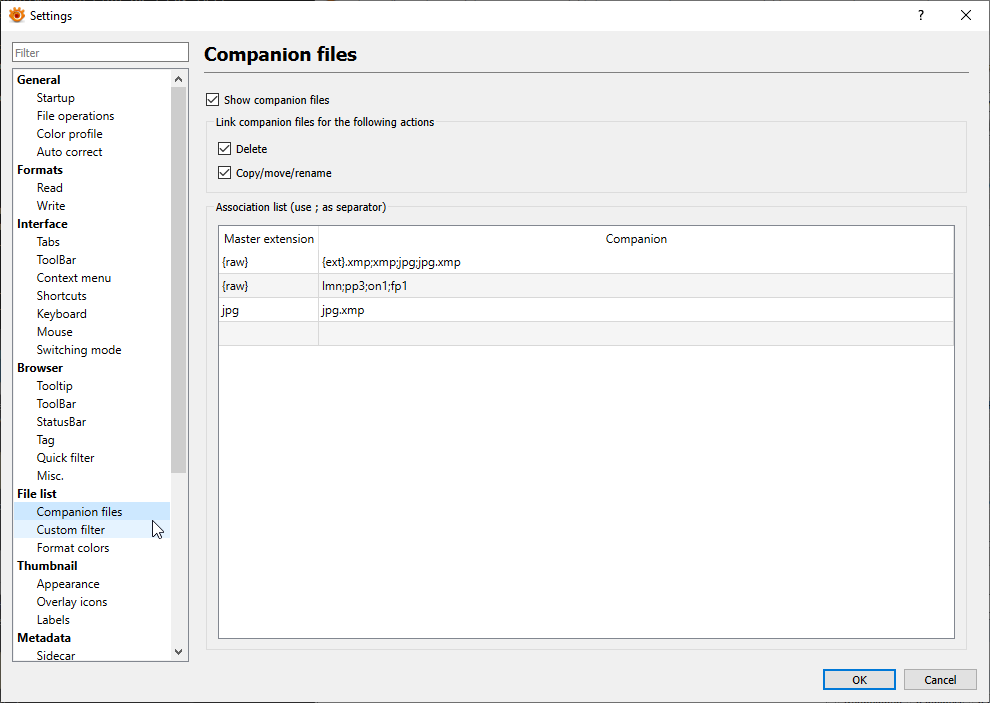 Settings
?
Filter
General
Startup
File operations
Color profile
Auto correct
Formats
Read
Write
Interface
Tabs
ToolBar
Context menu
Shortcuts
Keyboard
Mouse
Switching mode
Browser
Tooltip
ToolBar
StatusBar
Tag
Quick filter
Misc.
File list
Companion files
Custom filter
Format colors
Thumbnail
Appearance
Overlay icons
Labels
Metadata
Sidecar
Companion files
Show companion files
Link companion files for the following actions
Delete
Copy/move/rename
Association list (use ; as separator)
Master extension Companion
{raw} {ext}.xmp;xmp;jpg;jpg.xmp
{raw} lmn;pp3;on1;fp1
jpg jpg.xmp
OK Cancel